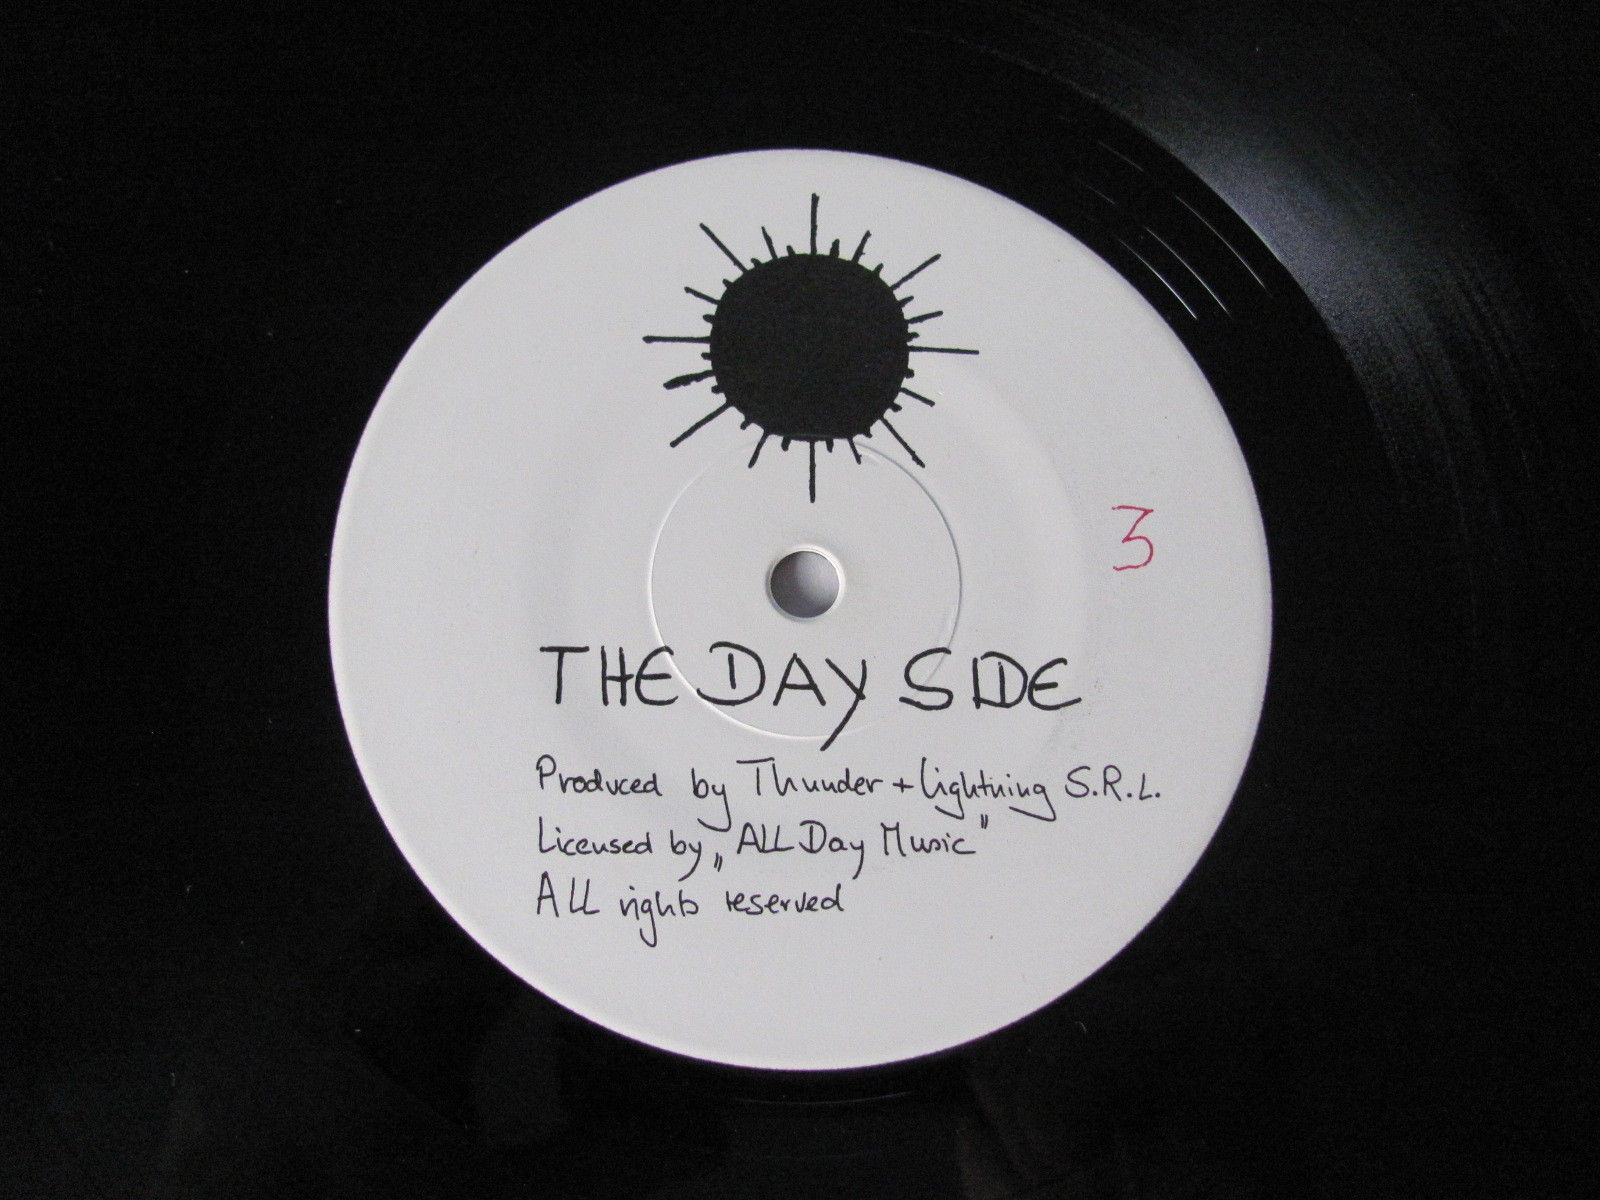 3
THE DAY SIDE
Produced by Thunder + Lightning S.R.L.
Licensed by „ALL Day Music"
ALL rights reserved